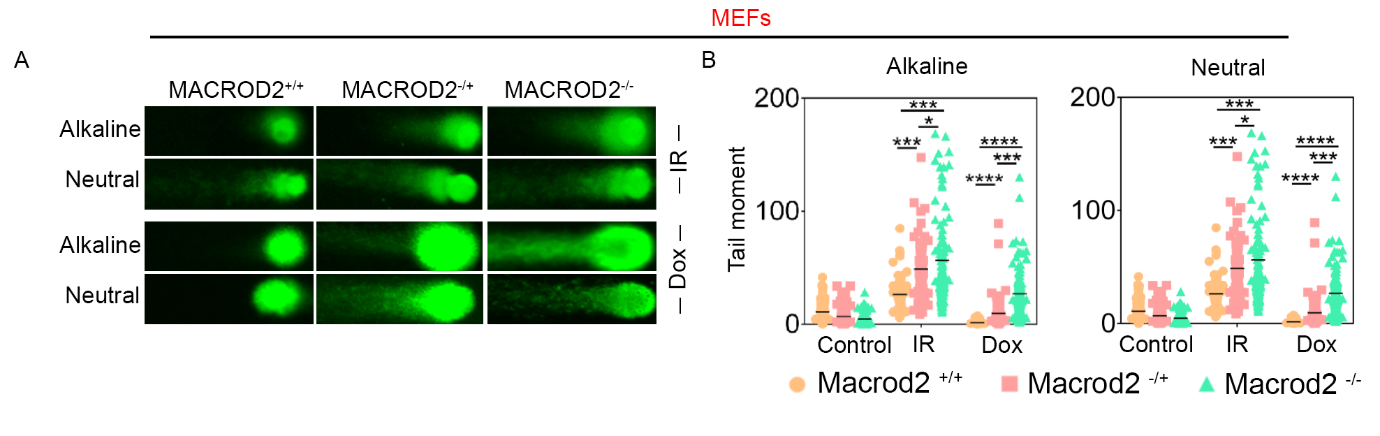 MEFs
A
MACROD2+/+ MACROD2-/+ MACROD2-/-
Alkaline
Neutral
– IR –
Alkaline
Neutral
– Dox –
B
Alkaline
200
100
0
Tail moment
*** * ***
**** *** ****
Control IR Dox
Neutral
200
100
0
*** * ***
**** *** ****
Control IR Dox
Macrod2 +/+ Macrod2 -/+ Macrod2 -/-